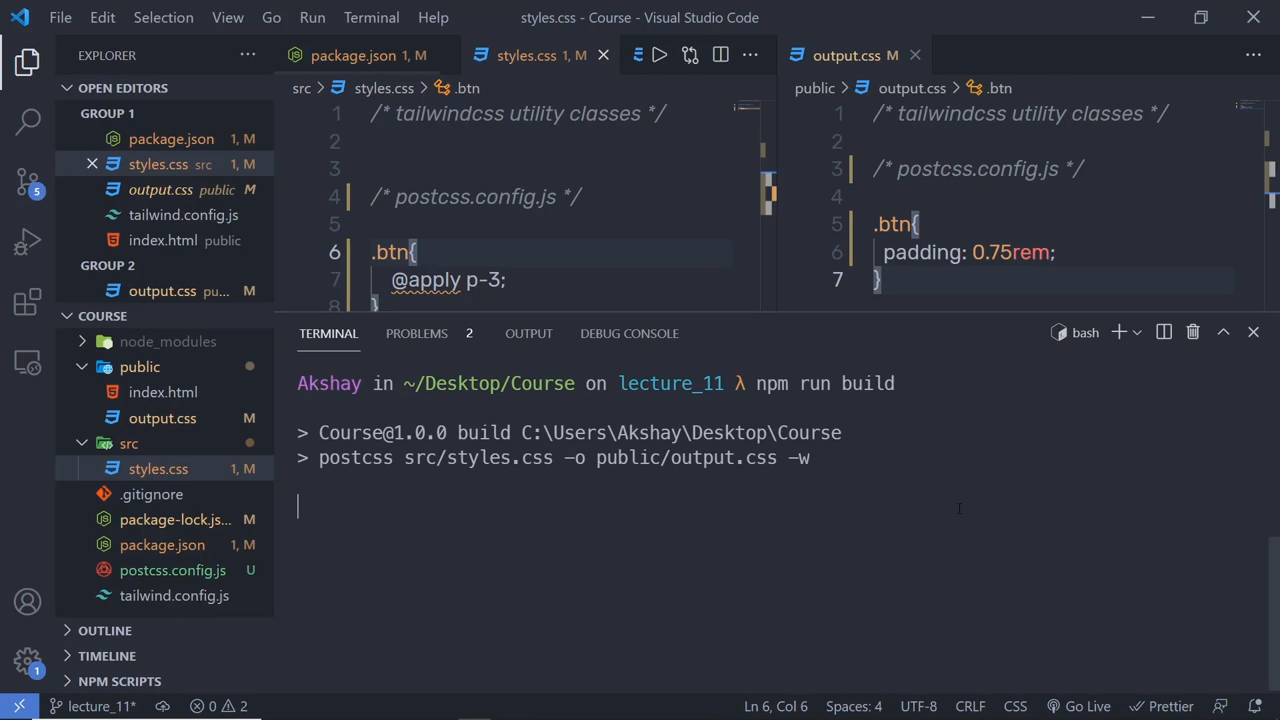 File Edit Selection View Go Run Terminal Help styles.css - Course - Visual Studio Code
EXPLORER
OPEN EDITORS
GROUP 1
package.json 1, M
styles.css src 1, M
output.css public M
tailwind.config.js
index.html public
GROUP 2
output.css pu... M
COURSE
node_modules
public
index.html
output.css M
src
styles.css 1, M
.gitignore
package-lock.js... M
package.json 1, M
postcss.config.js U
tailwind.config.js
OUTLINE
TIMELINE
NPM SCRIPTS
5
1
package.json 1, M styles.css 1, M
src > styles.css > .btn
1 /* tailwindcss utility classes */
2
3
4 /* postcss.config.js */
5
6 .btn{
7 @apply p-3;
8 }
output.css M
public > output.css > .btn
1 /* tailwindcss utility classes */
2
3 /* postcss.config.js */
4
5 .btn{
6 padding: 0.75rem;
7 }
TERMINAL PROBLEMS 2 OUTPUT DEBUG CONSOLE bash
Akshay in ~/Desktop/Course on lecture_11 λ npm run build
> Course@1.0.0 build C:\Users\Akshay\Desktop\Course
> postcss src/styles.css -o public/output.css -w
lecture_11* 0 2 Ln 6, Col 6 Spaces: 4 UTF-8 CRLF CSS Go Live Prettier